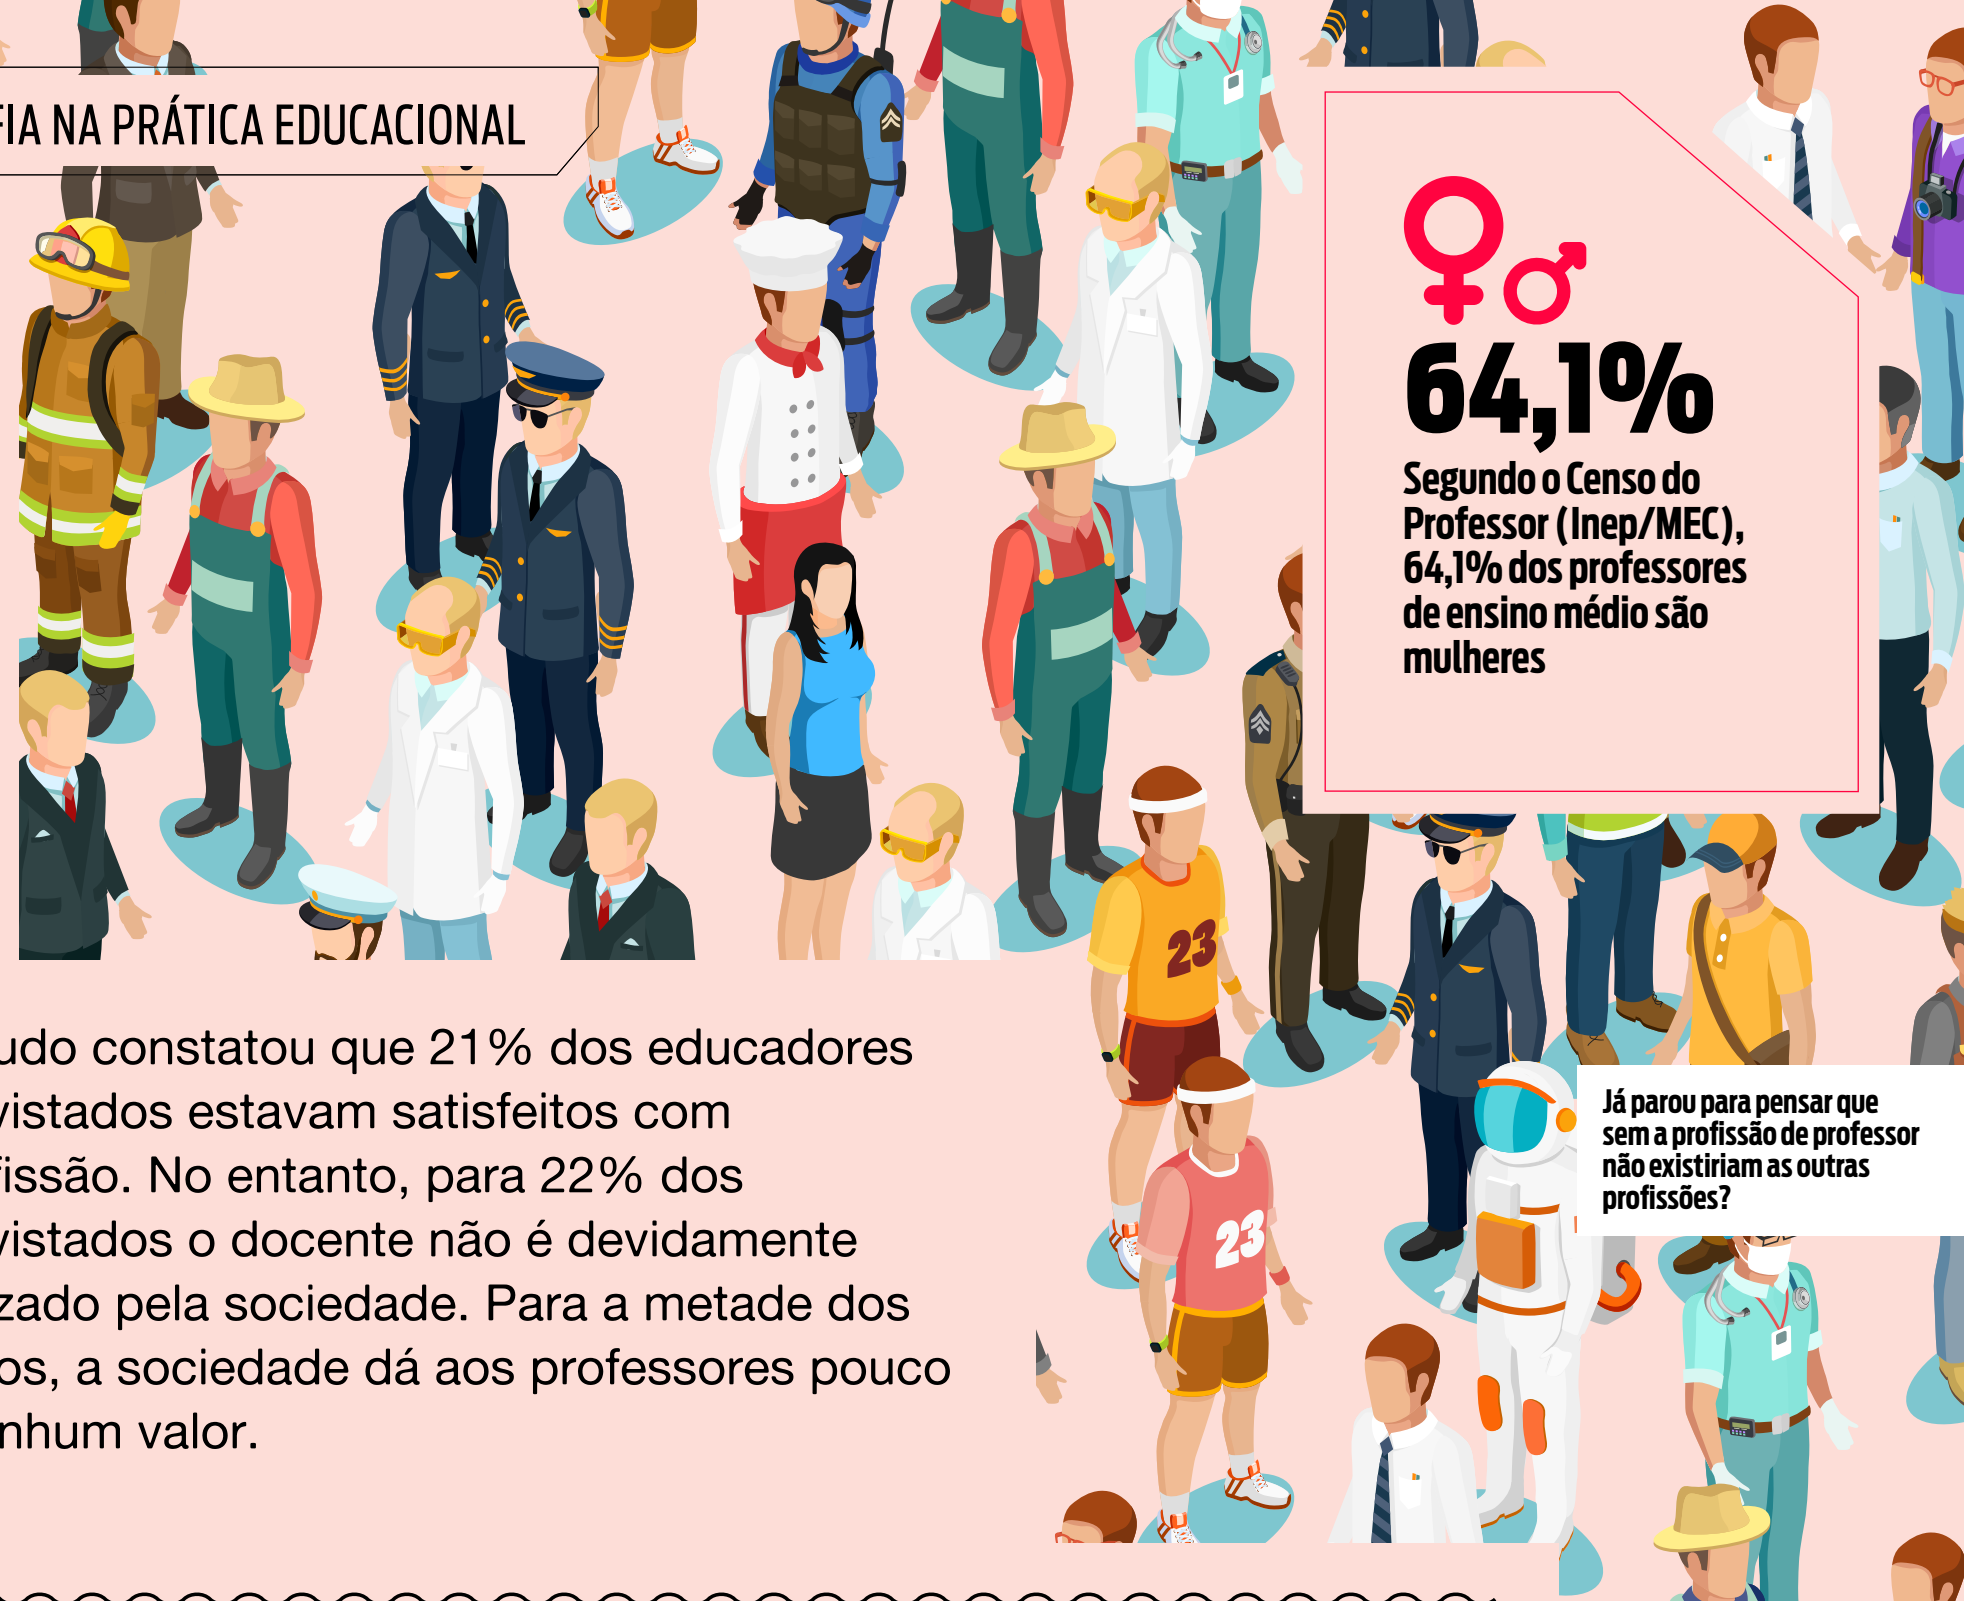 FIA NA PRÁTICA EDUCACIONAL
64,1%
Segundo o Censo do
Professor (Inep/MEC),
64,1% dos professores
de ensino médio são
mulheres
23
23
udo constatou que 21% dos educadores
vistados estavam satisfeitos com
fissão. No entanto, para 22% dos
vistados o docente não é devidamente
zado pela sociedade. Para a metade dos
os, a sociedade dá aos professores pouco
nhum valor.
Já parou para pensar que
sem a profissão de professor
não existiriam as outras
profissões?